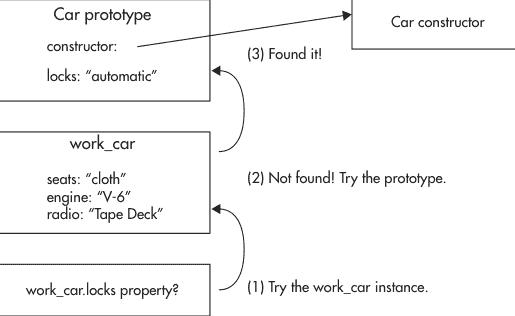 Car prototype
constructor:
locks: “automatic”
Car constructor
(3) Found it!
work_car
seats: “cloth”
engine: “V-6”
radio: “Tape Deck”
(2) Not found! Try the prototype.
work_car.locks property?
(1) Try the work_car instance.